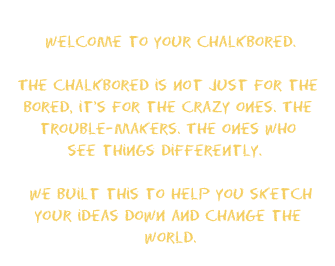 WELCOME TO YOUR CHALKBORED.
THE CHALKBORED iS NOT JUST FOR THE
BORED, iT'S FOR THE CRAZY ONES. THE
TROUBLE-MAKERS. THE ONES WHO
SEE THiNGS DiFFERENTLY.
WE BUiLT THiS TO HELP YOU SKETCH
YOUR iDEAS DOWN AND CHANGE THE
WORLD.